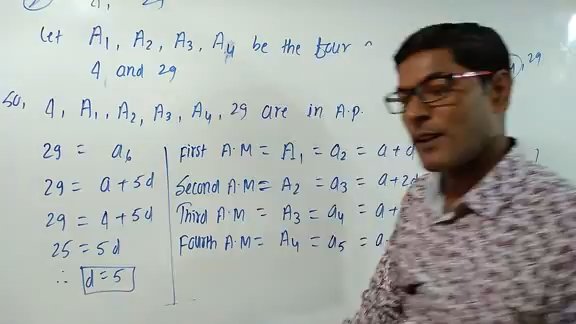 Let A1, A2, A3, A4 be the four
4 and 29
, 29
So, 4, A1, A2, A3, A4, 29 are in A.p.
29 = a6
29 = a + 5d
29 = 4 + 5d
25 = 5d
∴ d = 5
First A.M = A1 = a2 = a + d
Second A.M = A2 = a3 = a + 2d
Third A.M = A3 = a4 = a +
Fourth A.M = A4 = a5 = a